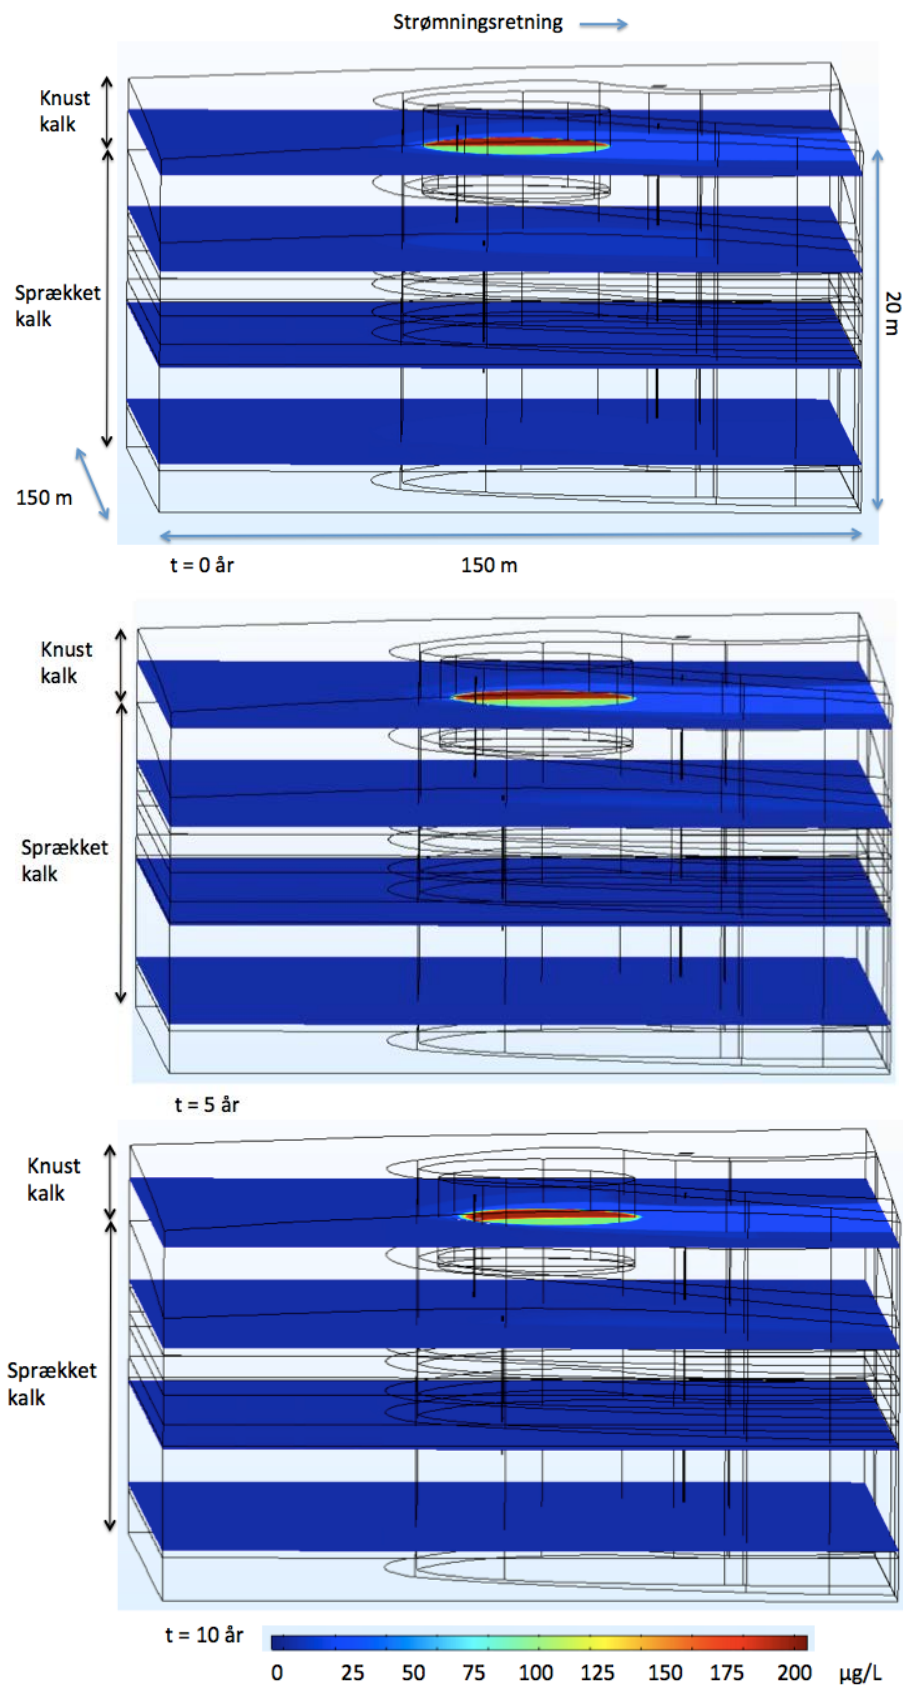 Strømningsretning
Knust
kalk
Sprækket
kalk
20 m
150 m
t = 0 år
150 m
Knust
kalk
Sprækket
kalk
t = 5 år
Knust
kalk
Sprækket
kalk
t = 10 år
0 25 50 75 100 125 150 175 200 µg/L